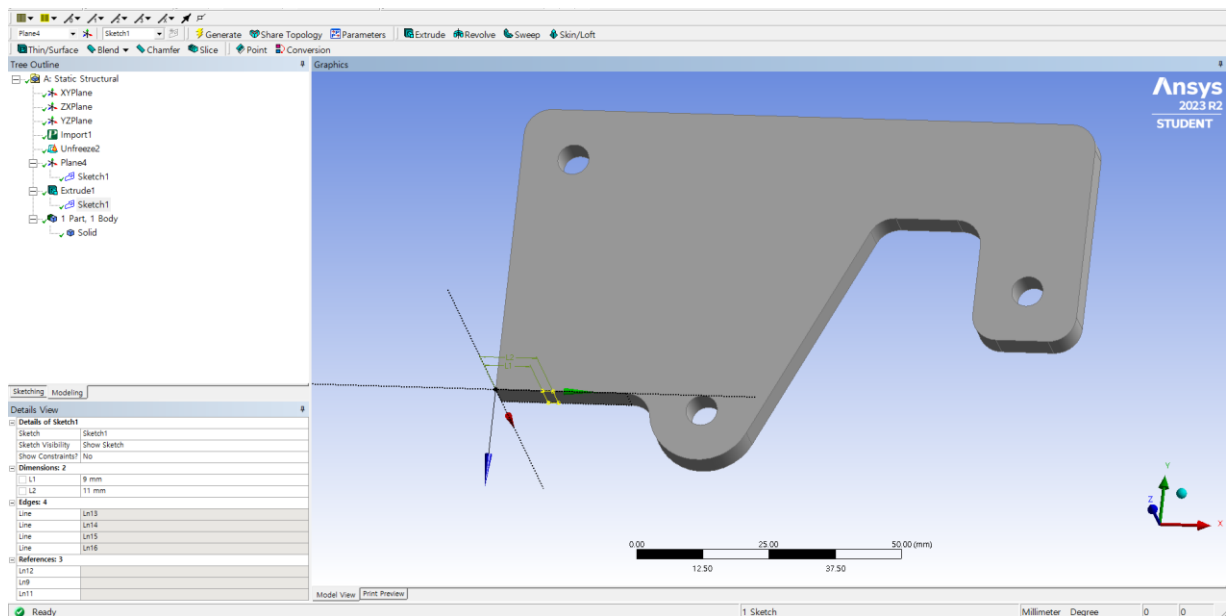 Plane4 Sketch1 Generate Share Topology Parameters Extrude Revolve Sweep Skin/Loft
Thin/Surface Blend Chamfer Slice Point Conversion
Tree Outline
A: Static Structural
XYPlane
ZXPlane
YZPlane
Import1
Unfreeze2
Plane4
Sketch1
Extrude1
Sketch1
1 Part, 1 Body
Solid
Sketching Modeling
Details View
Details of Sketch1
Sketch Sketch1
Sketch Visibility Show Sketch
Show Constraints? No
Dimensions: 2
L1 9 mm
L2 11 mm
Edges: 4
Line Ln13
Line Ln14
Line Ln15
Line Ln16
References: 3
Ln12
Ln9
Ln11
Graphics
Ansys
2023 R2
STUDENT
L2
L1
Y
Z
X
0.00 25.00 50.00 (mm)
12.50 37.50
Model View Print Preview
Ready 1 Sketch Millimeter Degree 0 0